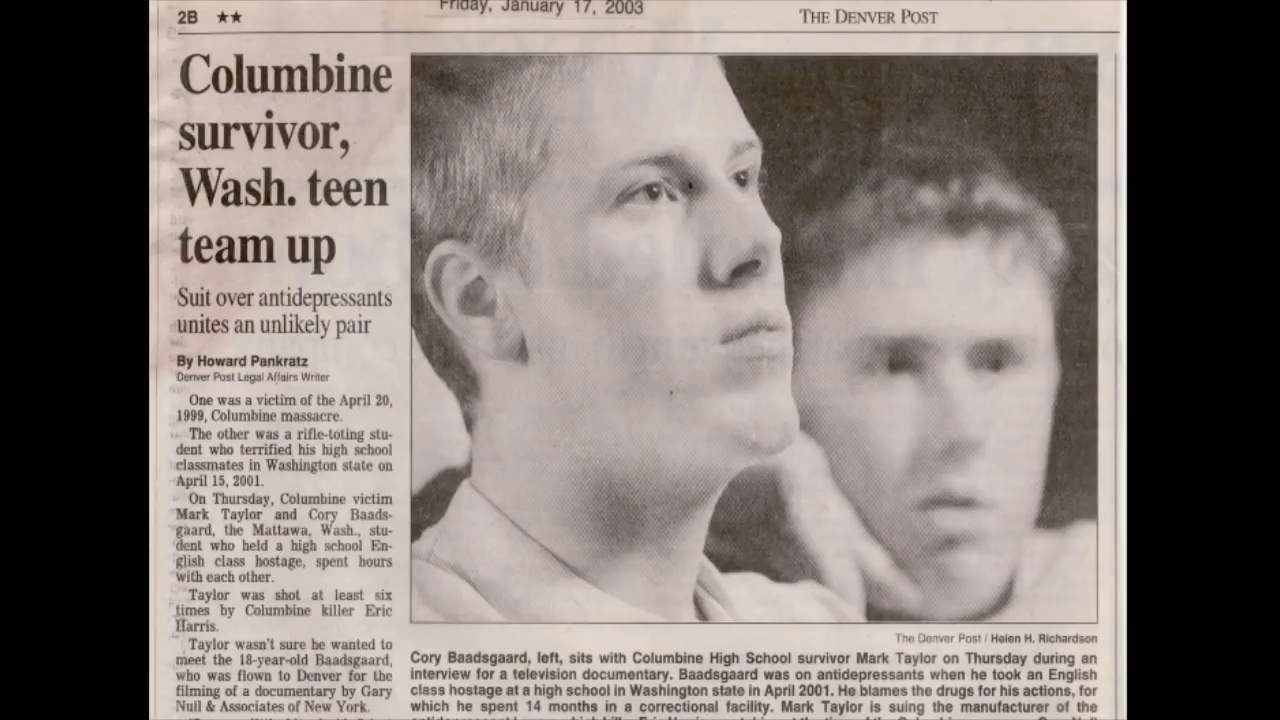 Friday, January 17, 2003
2B ★★
THE DENVER POST
Columbine
survivor,
Wash. teen
team up
Suit over antidepressants
unites an unlikely pair
By Howard Pankratz
Denver Post Legal Affairs Writer
One was a victim of the April 20,
1999, Columbine massacre.
The other was a rifle-toting stu-
dent who terrified his high school
classmates in Washington state on
April 15, 2001.
On Thursday, Columbine victim
Mark Taylor and Cory Baads-
gaard, the Mattawa, Wash., stu-
dent who held a high school En-
glish class hostage, spent hours
with each other.
Taylor was shot at least six
times by Columbine killer Eric
Harris.
Taylor wasn't sure he wanted to
meet the 18-year-old Baadsgaard,
who was flown to Denver for the
filming of a documentary by Gary
Null & Associates of New York.
The Denver Post / Helen H. Richardson
Cory Baadsgaard, left, sits with Columbine High School survivor Mark Taylor on Thursday during an
interview for a television documentary. Baadsgaard was on antidepressants when he took an English
class hostage at a high school in Washington state in April 2001. He blames the drugs for his actions, for
which he spent 14 months in a correctional facility. Mark Taylor is suing the manufacturer of the